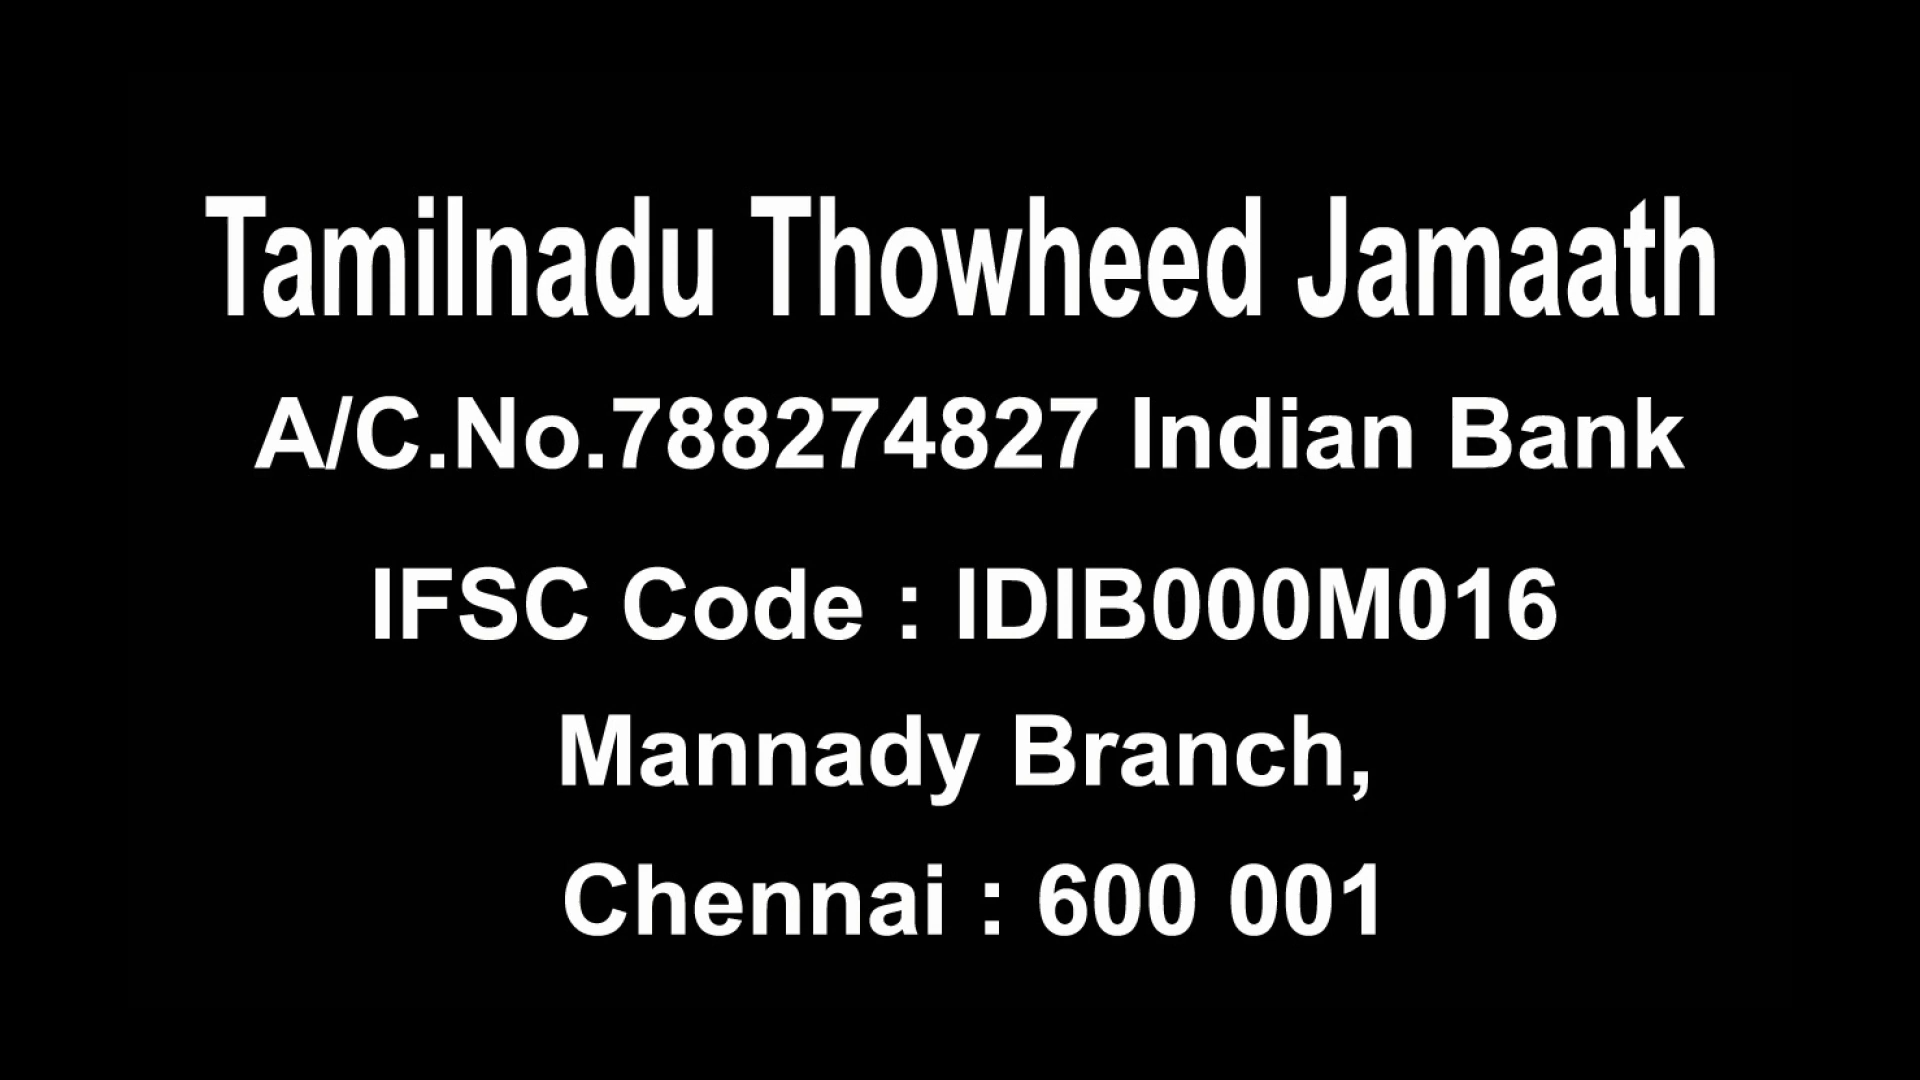 Tamilnadu Thowheed Jamaath
A/C.No.788274827 Indian Bank
IFSC Code : IDIB000M016
Mannady Branch,
Chennai : 600 001